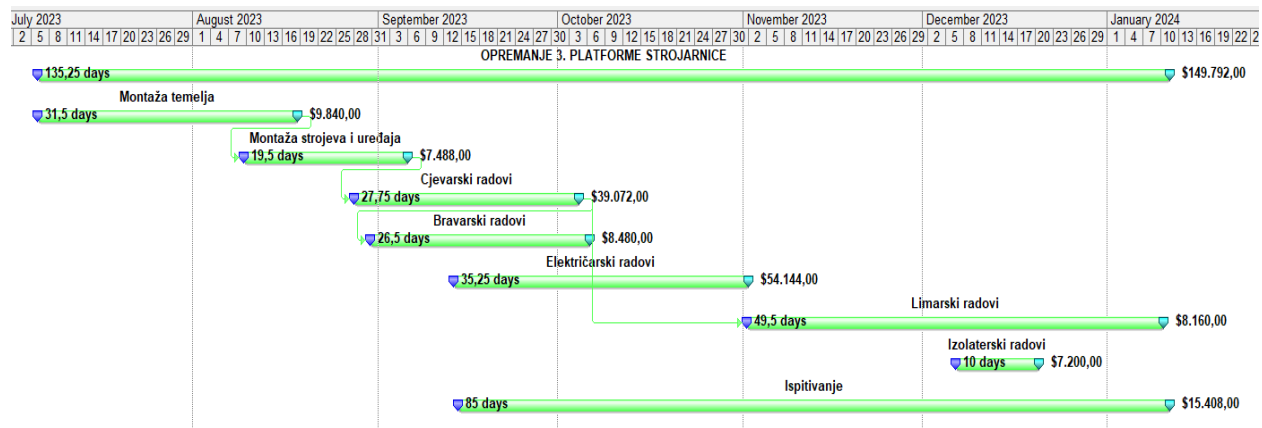 July 2023 August 2023 September 2023 October 2023 November 2023 December 2023 January 2024
2 5 8 11 14 17 20 23 26 29 1 4 7 10 13 16 19 22 25 28 31 3 6 9 12 15 18 21 24 27 30 3 6 9 12 15 18 21 24 27 30 2 5 8 11 14 17 20 23 26 29 2 5 8 11 14 17 20 23 26 29 1 4 7 10 13 16 19 22 2
OPREMANJE 3. PLATFORME STROJARNICE
135,25 days $149.792,00
Montaža temelja
31,5 days $9.840,00
Montaža strojeva i uređaja
19,5 days $7.488,00
Cjevarski radovi
27,75 days $39.072,00
Bravarski radovi
26,5 days $8.480,00
Električarski radovi
35,25 days $54.144,00
Limarski radovi
49,5 days $8.160,00
Izolaterski radovi
10 days $7.200,00
Ispitivanje
85 days $15.408,00